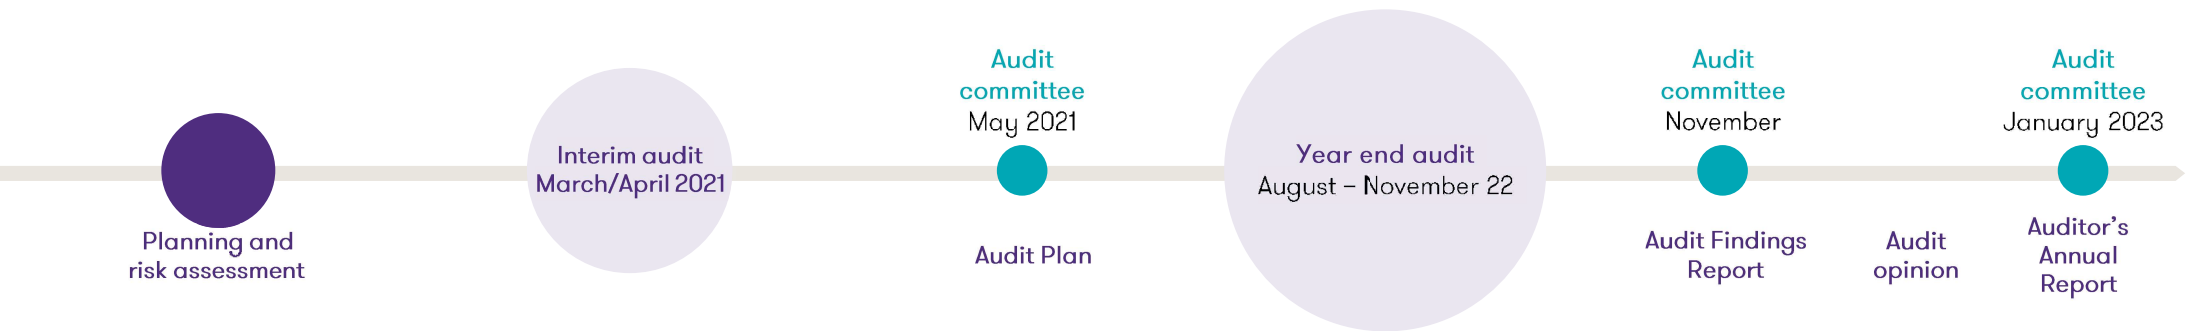 Planning and
risk assessment
Interim audit
March/April 2021
Audit
committee
May 2021
Audit Plan
Year end audit
August – November 22
Audit
committee
November
Audit Findings
Report
Audit
opinion
Audit
committee
January 2023
Auditor’s
Annual
Report